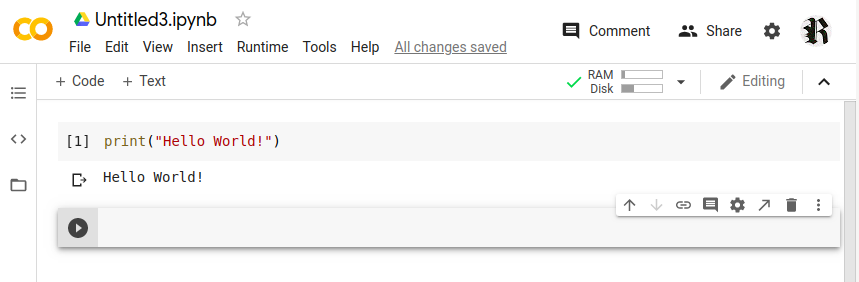 Untitled3.ipynb
Comment Share
File Edit View Insert Runtime Tools Help All changes saved
+ Code + Text RAM Disk Editing
[1] print("Hello World!")
Hello World!